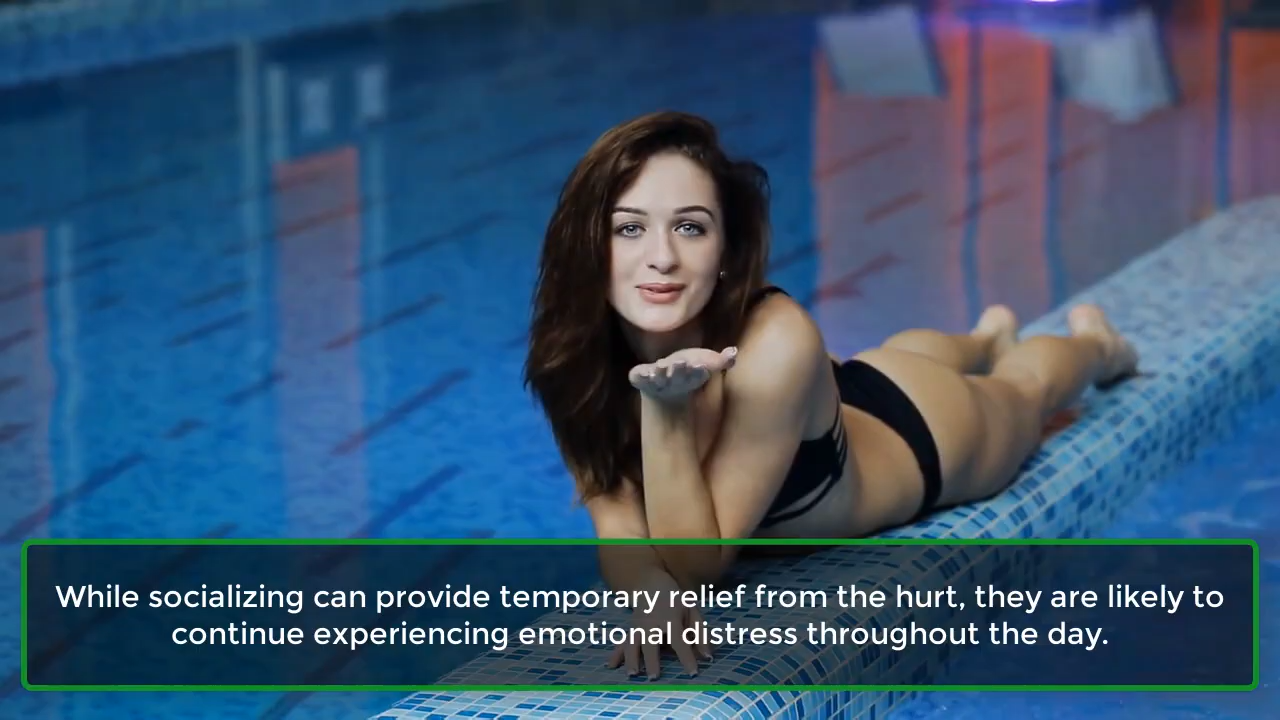 While socializing can provide temporary relief from the hurt, they are likely to
continue experiencing emotional distress throughout the day.